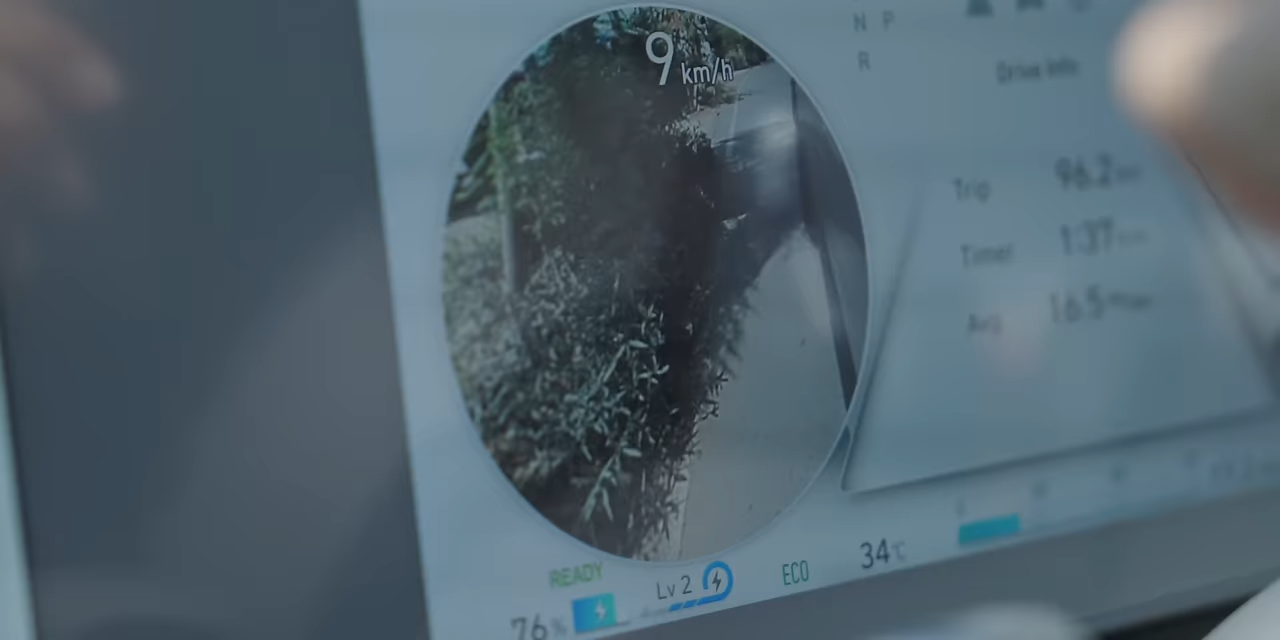 9 km/h
N P
R
Drive Info
Trip 96.2
Timer 1:37
Avg 16.5
READY
76%
Lv 2
ECO
34°C